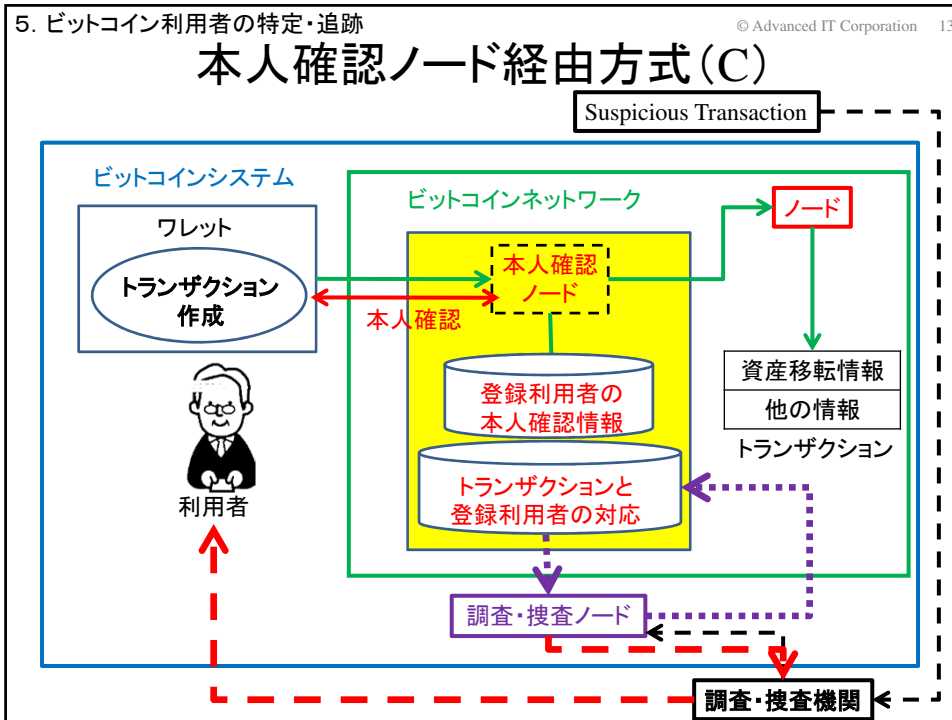 5. ビットコイン利用者の特定・追跡
© Advanced IT Corporation 13
本人確認ノード経由方式(C)
Suspicious Transaction
ビットコインシステム
ビットコインネットワーク
ワレット
トランザクション
作成
本人確認
本人確認
ノード
ノード
登録利用者の
本人確認情報
トランザクションと
登録利用者の対応
資産移転情報
他の情報
トランザクション
利用者
調査・捜査ノード
調査・捜査機関